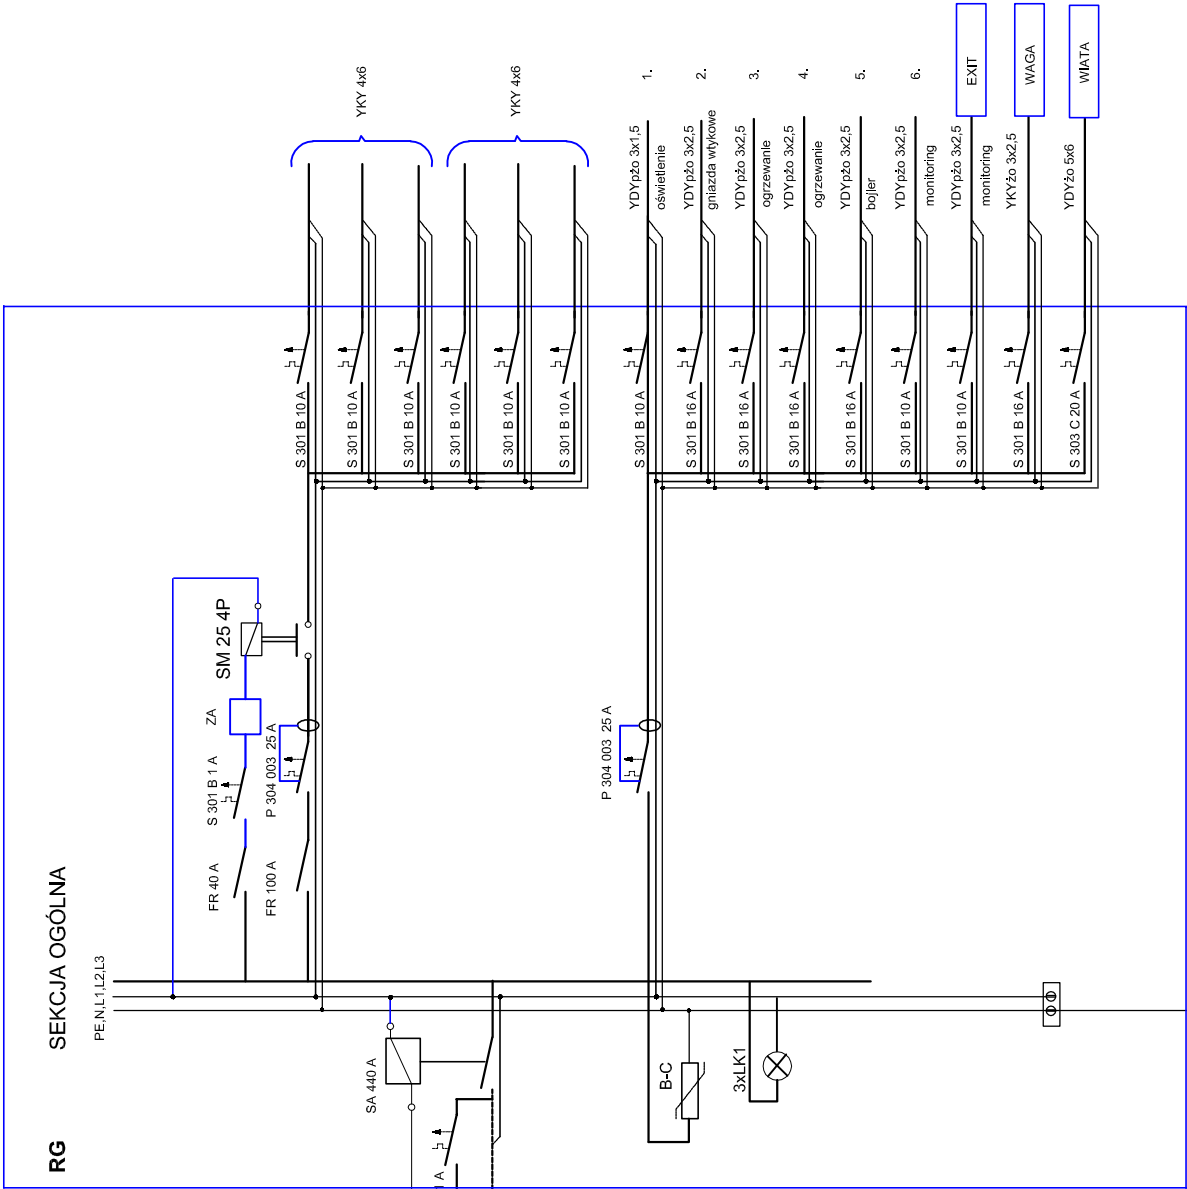 YKY 4x6
YKY 4x6
1.
2.
3.
4.
5.
6.
EXIT
WAGA
WIATA
YDYpżo 3x1,5
oświetlenie
YDYpżo 3x2,5
gniazda wtykowe
YDYpżo 3x2,5
ogrzewanie
YDYpżo 3x2,5
ogrzewanie
YDYpżo 3x2,5
bojler
YDYpżo 3x2,5
monitoring
YDYpżo 3x2,5
monitoring
YKYżo 3x2,5
YDYżo 5x6
S 301 B 10 A
S 301 B 10 A
S 301 B 10 A
S 301 B 10 A
S 301 B 10 A
S 301 B 10 A
S 301 B 10 A
S 301 B 16 A
S 301 B 16 A
S 301 B 16 A
S 301 B 16 A
S 301 B 10 A
S 301 B 10 A
S 301 B 16 A
S 303 C 20 A
SM 25 4P
ZA
S 301 B 1 A
P 304 003 25 A
P 304 003 25 A
FR 40 A
FR 100 A
SEKCJA OGÓLNA
PE,N,L1,L2,L3
SA 440 A
B-C
3xLK1
RG